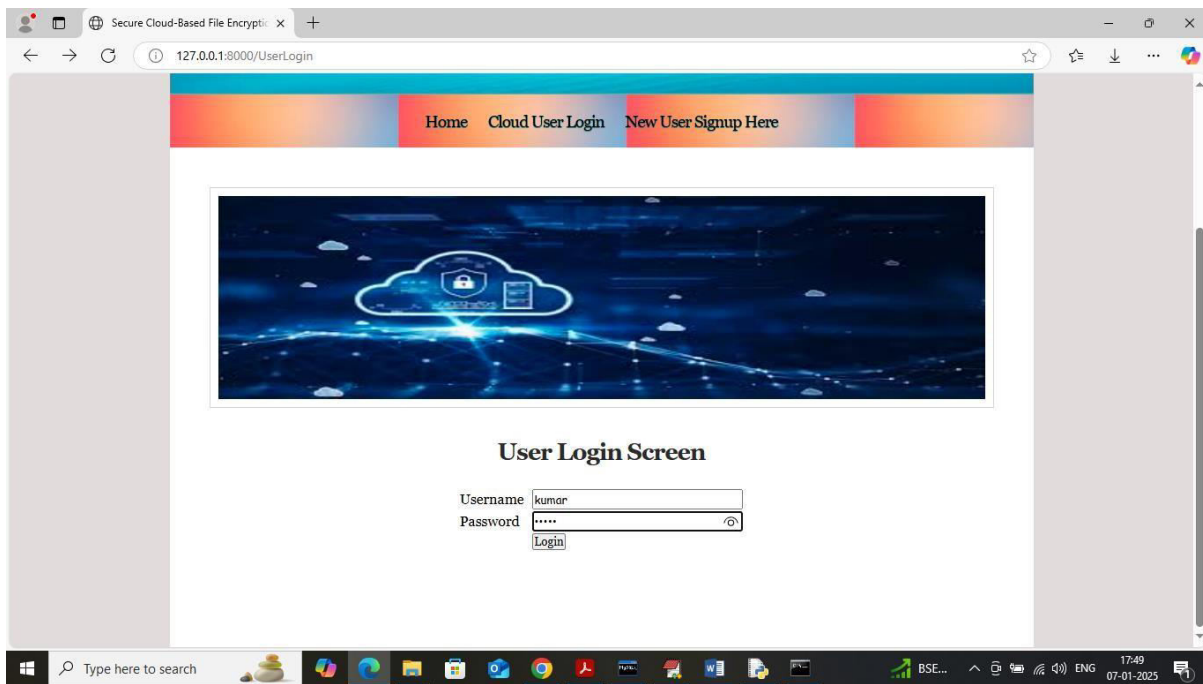 Secure Cloud-Based File Encryptic
127.0.0.1:8000/UserLogin
Home Cloud User Login New User Signup Here
User Login Screen
Username kumar
Password •••••
Login
Type here to search
BSE...
ENG
17:49
07-01-2025